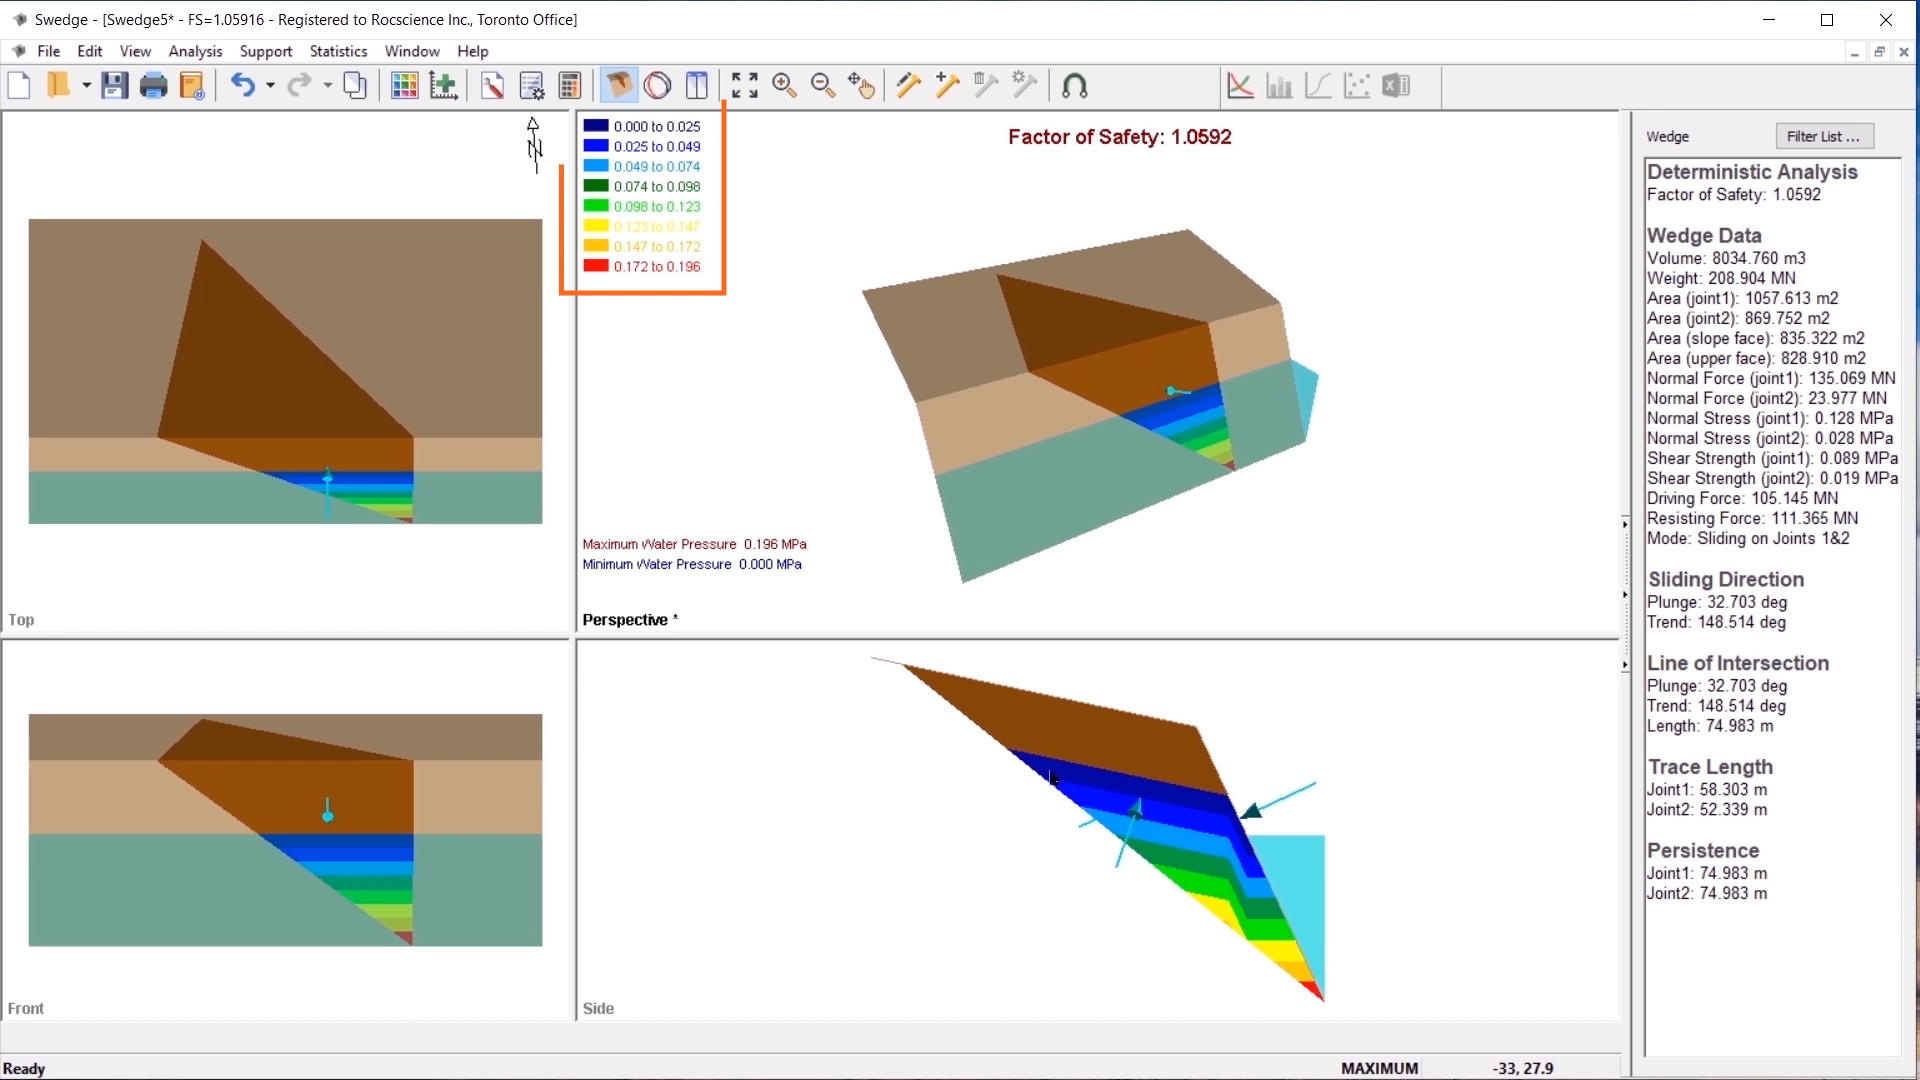 Swedge - [Swedge5* - FS=1.05916 - Registered to Rocscience Inc., Toronto Office]
File Edit View Analysis Support Statistics Window Help
N
Top
0.000 to 0.025
0.025 to 0.049
0.049 to 0.074
0.074 to 0.098
0.098 to 0.123
0.123 to 0.147
0.147 to 0.172
0.172 to 0.196
Factor of Safety: 1.0592
Maximum Water Pressure 0.196 MPa
Minimum Water Pressure 0.000 MPa
Perspective *
Front
Side
Wedge
Filter List ...
Deterministic Analysis
Factor of Safety: 1.0592
Wedge Data
Volume: 8034.760 m3
Weight: 208.904 MN
Area (joint1): 1057.613 m2
Area (joint2): 869.752 m2
Area (slope face): 835.322 m2
Area (upper face): 828.910 m2
Normal Force (joint1): 135.069 MN
Normal Force (joint2): 23.977 MN
Normal Stress (joint1): 0.128 MPa
Normal Stress (joint2): 0.028 MPa
Shear Strength (joint1): 0.089 MPa
Shear Strength (joint2): 0.019 MPa
Driving Force: 105.145 MN
Resisting Force: 111.365 MN
Mode: Sliding on Joints 1&2
Sliding Direction
Plunge: 32.703 deg
Trend: 148.514 deg
Line of Intersection
Plunge: 32.703 deg
Trend: 148.514 deg
Length: 74.983 m
Trace Length
Joint1: 58.303 m
Joint2: 52.339 m
Persistence
Joint1: 74.983 m
Joint2: 74.983 m
Ready
MAXIMUM
-33, 27.9